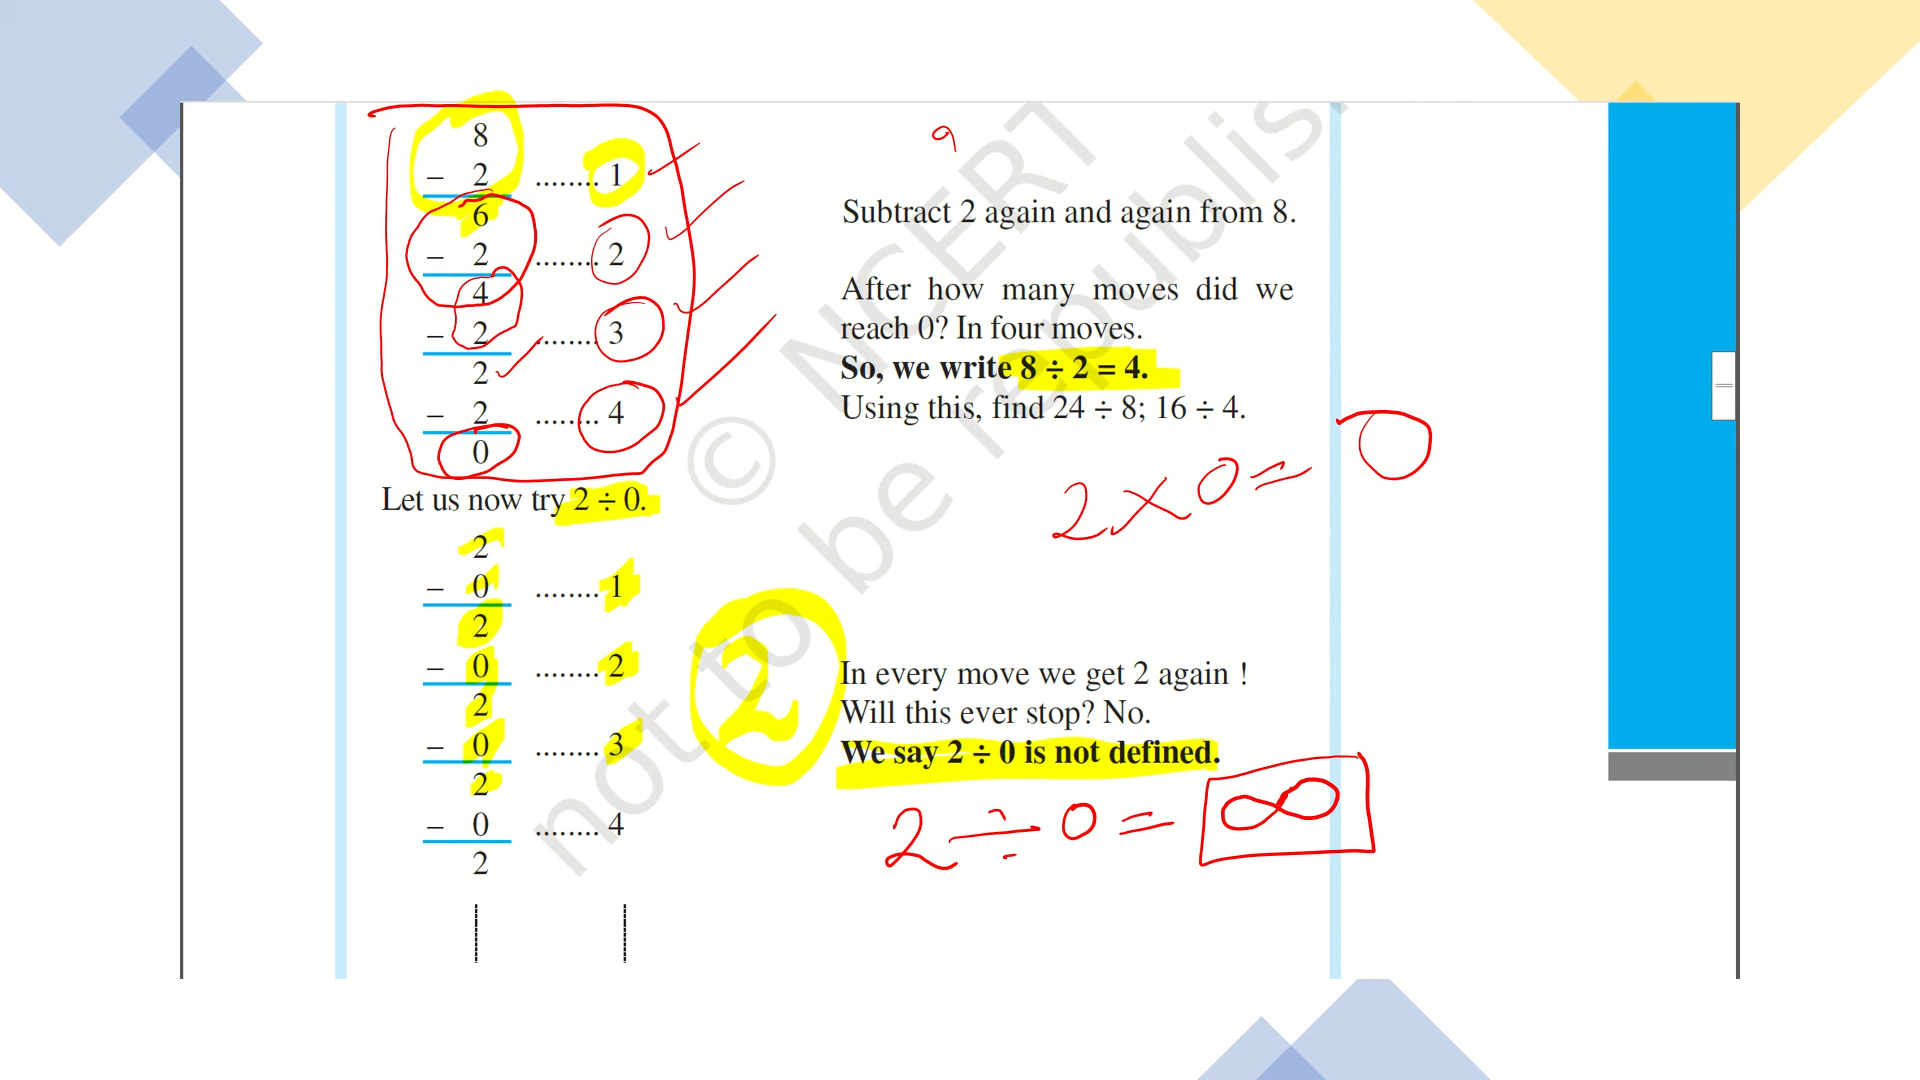 8
– 2 ........ 1
6
– 2 ........ 2
4
– 2 ........ 3
2
– 2 ........ 4
0
9
Subtract 2 again and again from 8.
After how many moves did we
reach 0? In four moves.
So, we write 8 ÷ 2 = 4.
Using this, find 24 ÷ 8; 16 ÷ 4.
2 × 0 = 0
Let us now try 2 ÷ 0.
2
– 0 ........ 1
2
– 0 ........ 2
2
– 0 ........ 3
2
– 0 ........ 4
2
2
In every move we get 2 again !
Will this ever stop? No.
We say 2 ÷ 0 is not defined.
2 ÷ 0 = ∞
© NCERT
not to be republis